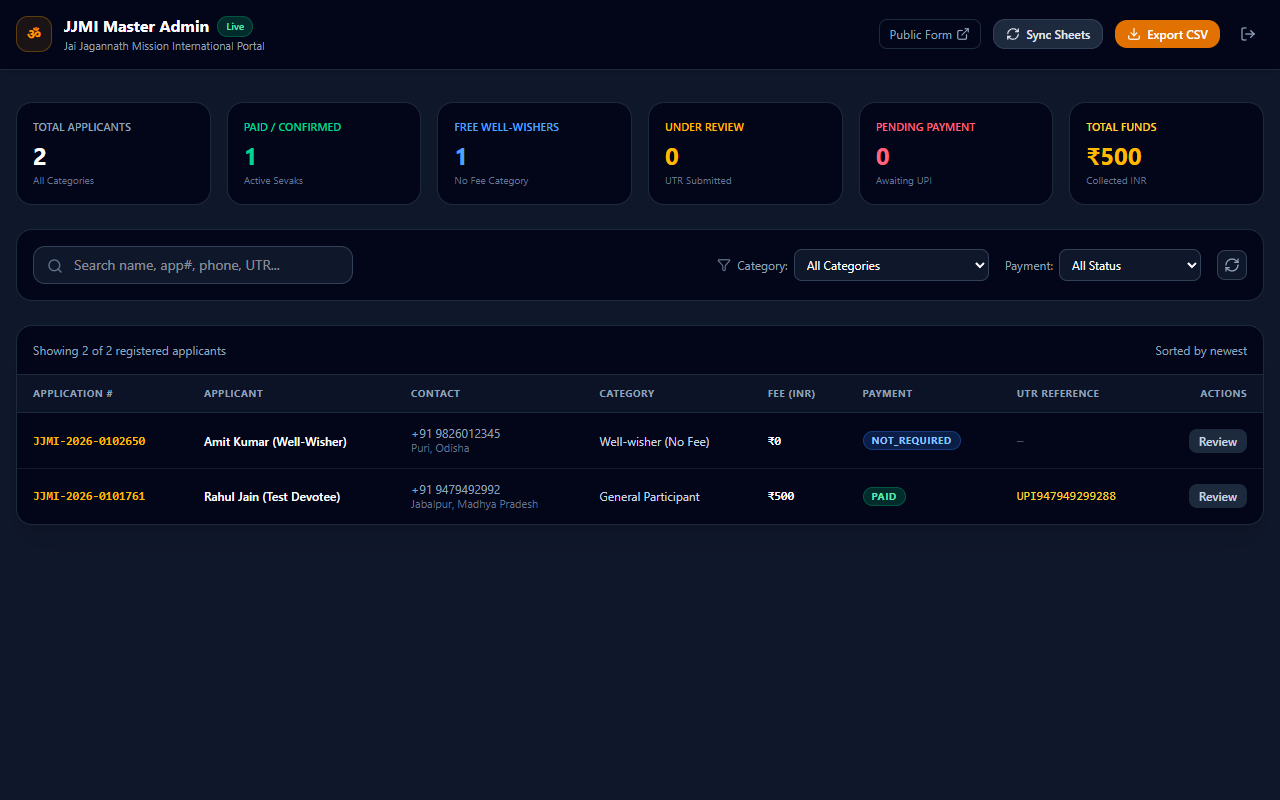 ॐ JJMI Master Admin Live
Jai Jagannath Mission International Portal
Public Form Sync Sheets Export CSV
TOTAL APPLICANTS
2
All Categories
PAID / CONFIRMED
1
Active Sevaks
FREE WELL-WISHERS
1
No Fee Category
UNDER REVIEW
0
UTR Submitted
PENDING PAYMENT
0
Awaiting UPI
TOTAL FUNDS
₹500
Collected INR
Search name, app#, phone, UTR...
Category: All Categories Payment: All Status
Showing 2 of 2 registered applicants Sorted by newest
APPLICATION # APPLICANT CONTACT CATEGORY FEE (INR) PAYMENT UTR REFERENCE ACTIONS
JJMI-2026-0102650 Amit Kumar (Well-Wisher) +91 9826012345 Well-wisher (No Fee) ₹0 NOT_REQUIRED – Review
Puri, Odisha
JJMI-2026-0101761 Rahul Jain (Test Devotee) +91 9479492992 General Participant ₹500 PAID UPI947949299288 Review
Jabalpur, Madhya Pradesh